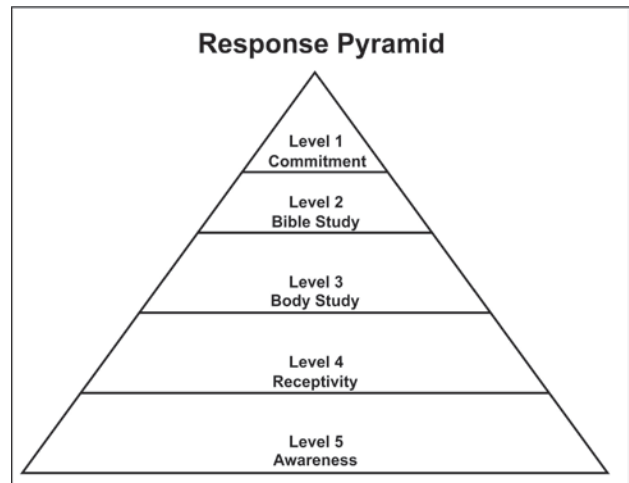 Response Pyramid
Level 1
Commitment
Level 2
Bible Study
Level 3
Body Study
Level 4
Receptivity
Level 5
Awareness